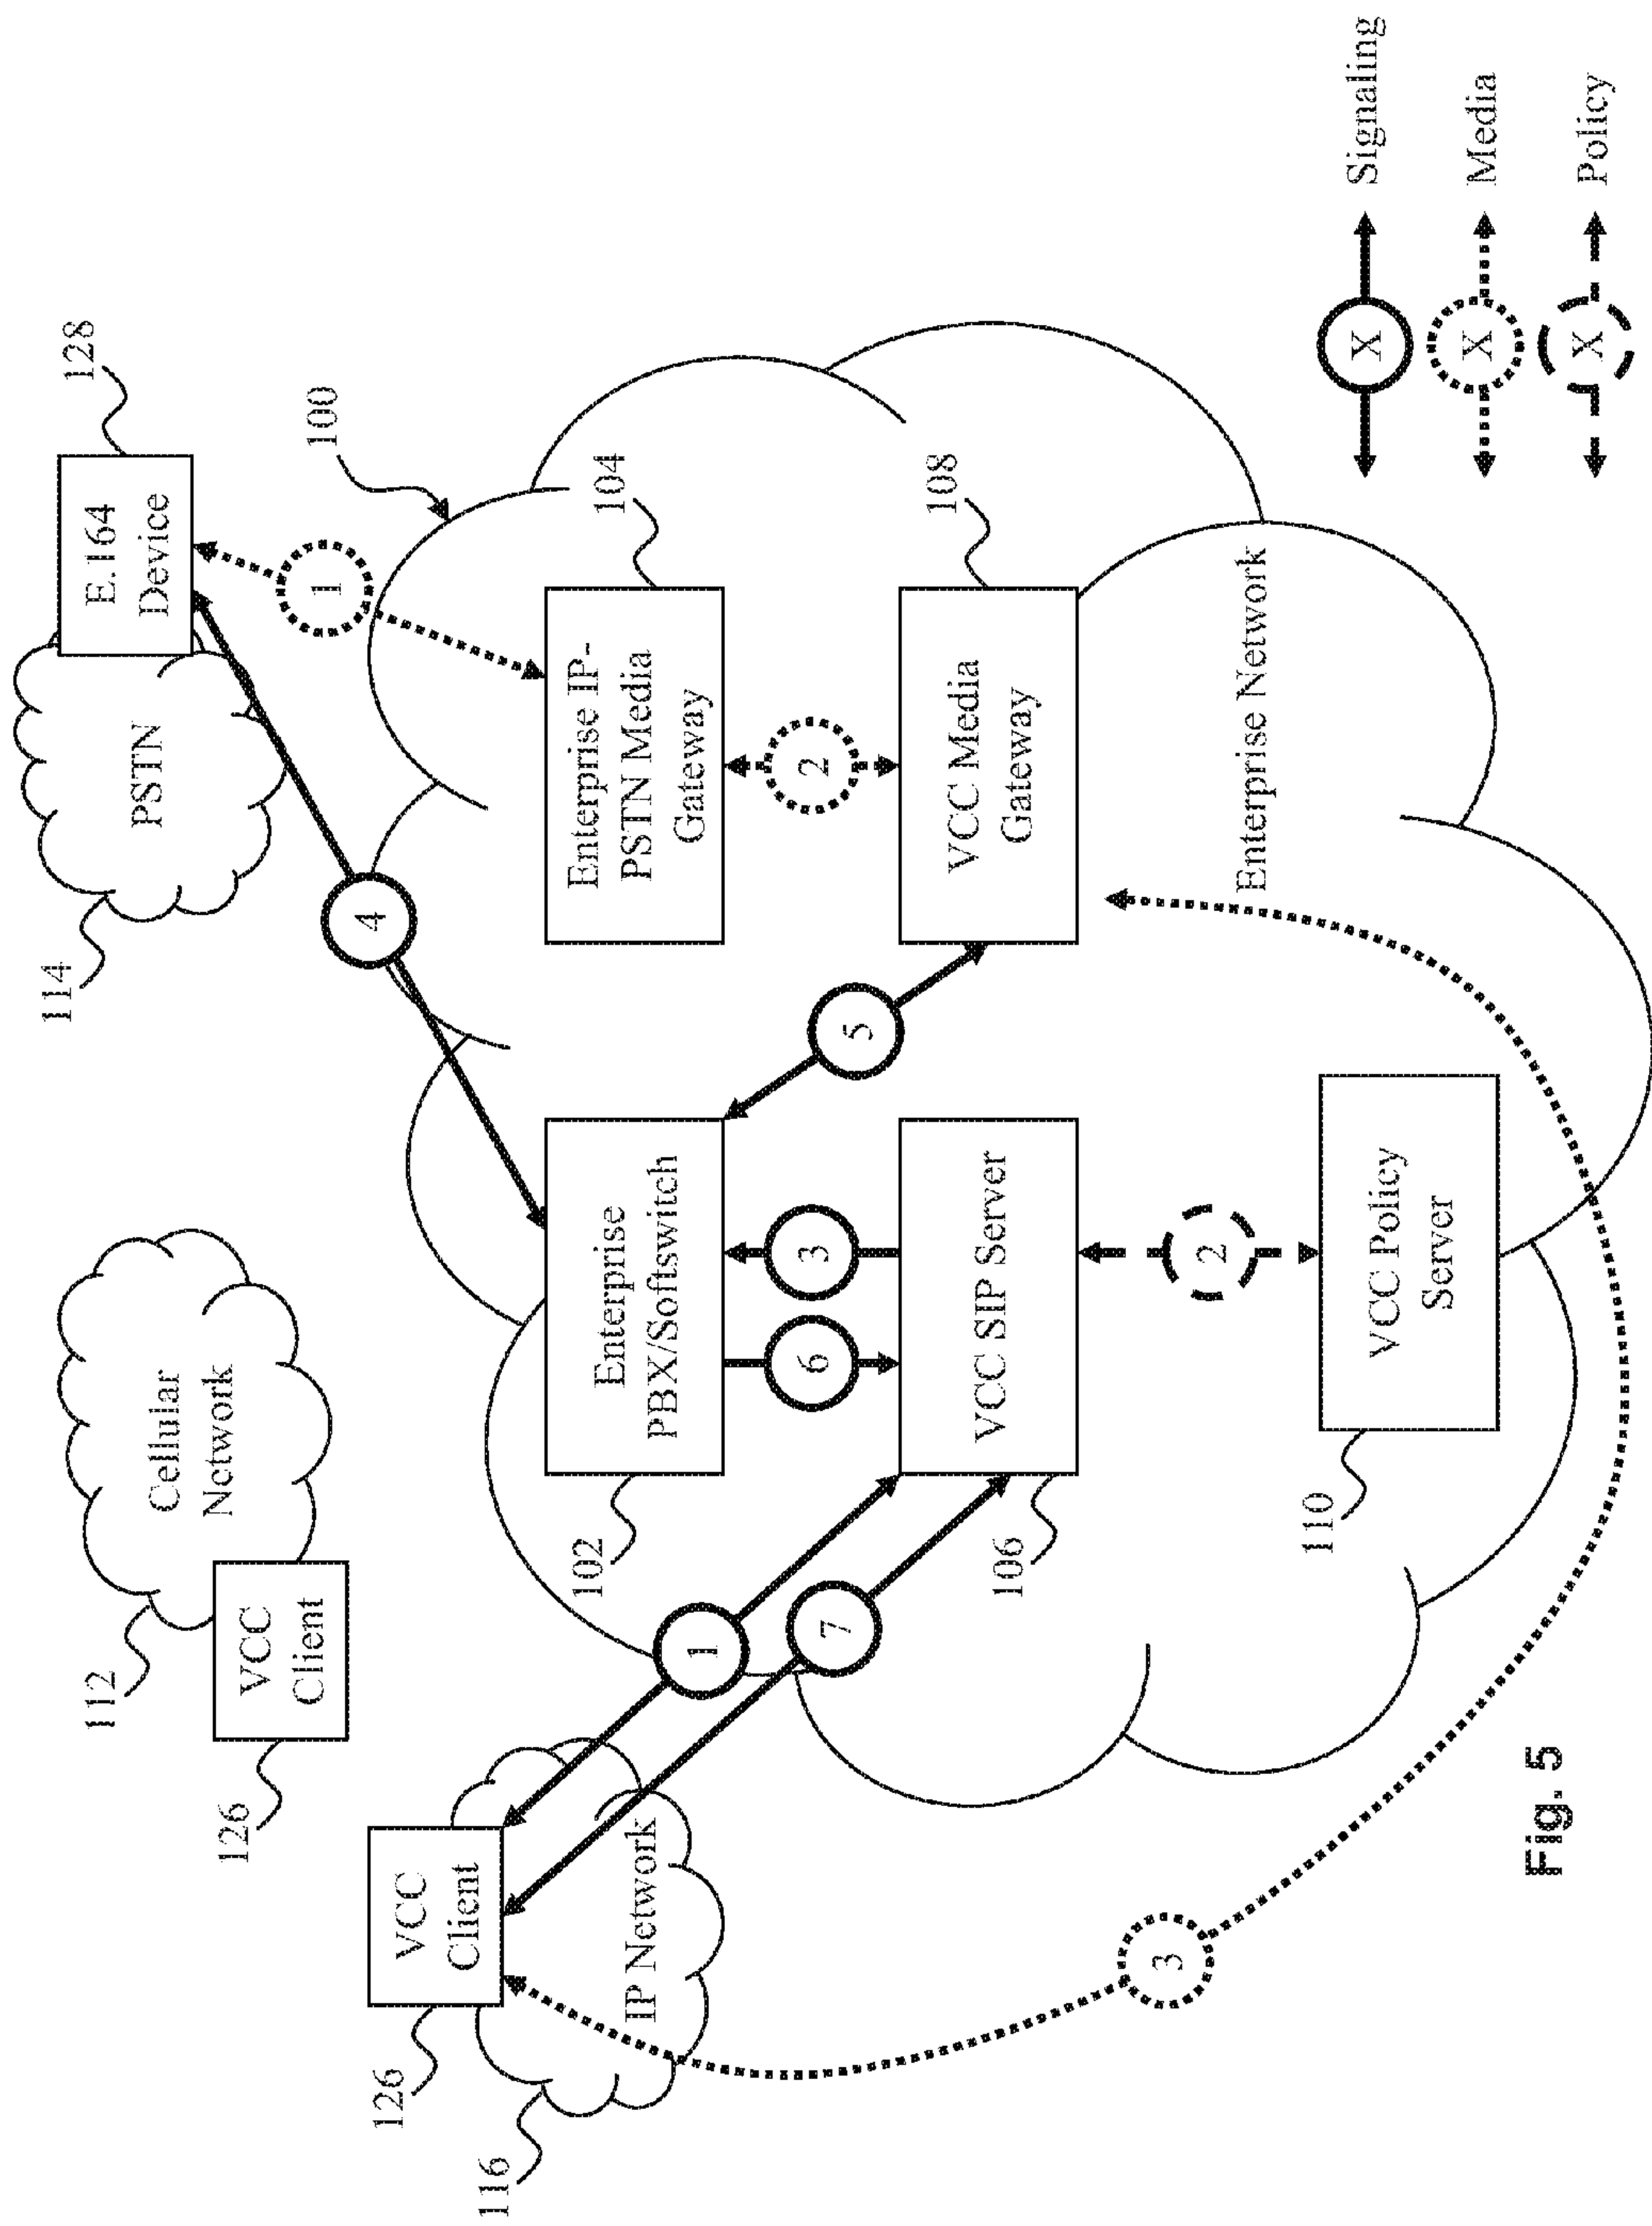 112
Cellular
Network
VCC
Client
126
114
PSTN
E.164
Device
128
VCC
Client
126
IP Network
116
4
1
100
1
7
Enterprise
PBX/Softswitch
102
Enterprise IP-
PSTN Media
Gateway
104
6
3
5
2
VCC SIP Server
106
VCC Media
Gateway
108
2
Enterprise Network
VCC Policy
Server
110
3
X
Signaling
X
Media
X
Policy
Fig. 5